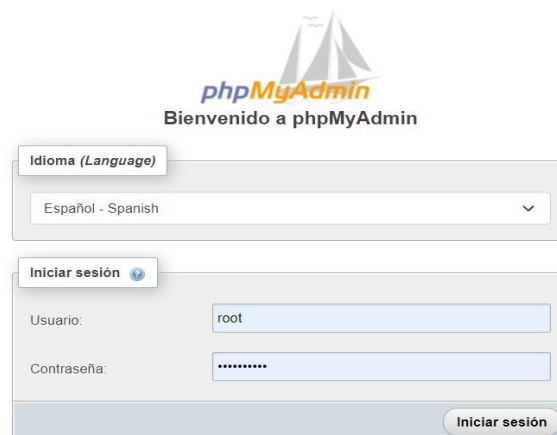 phpMyAdmin
Bienvenido a phpMyAdmin
Idioma (Language)
Español - Spanish
Iniciar sesión
Usuario:
root
Contraseña:
••••••••••
Iniciar sesión